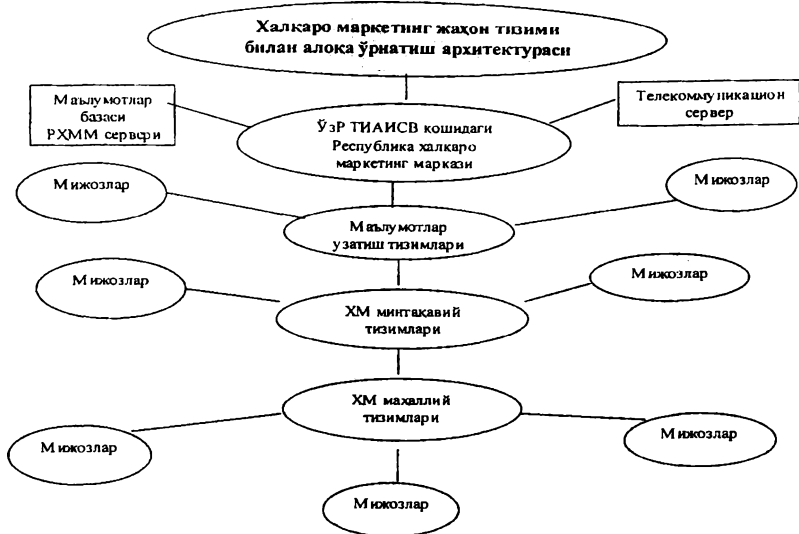 Халқаро маркетинг жаҳон тизими
билан алоқа ўрнатиш архитектураси
Маълумотлар
базаси
РҲММ сервери
Телекоммуникацион
сервер
ЎзР ТИАИСВ қошидаги
Республика халқаро
маркетинг маркази
Мижозлар
Мижозлар
Маълумотлар
узатиш тизимлари
Мижозлар
Мижозлар
ХМ минтақавий
тизимлари
ХМ маҳаллий
тизимлари
Мижозлар
Мижозлар
Мижозлар